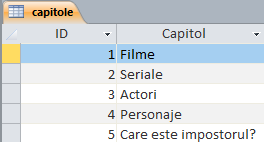 capitole
ID Capitol
1 Filme
2 Seriale
3 Actori
4 Personaje
5 Care este impostorul?